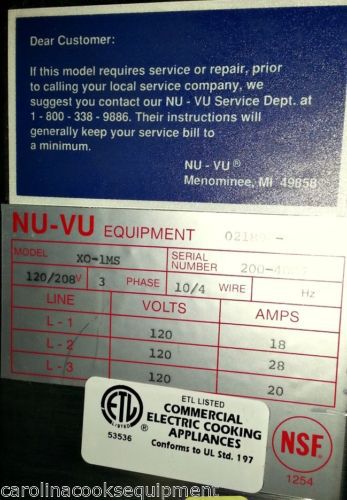 Dear Customer:
If this model requires service or repair, prior
to calling your local service company, we
suggest you contact our NU - VU Service Dept. at
1 - 800 - 338 - 9886. Their instructions will
generally keep your service bill to
a minimum.
NU - VU®
Menominee, MI 49858
NU-VU EQUIPMENT
MODEL XO-1MS SERIAL NUMBER
120/208 V 3 PHASE 10/4 WIRE Hz
LINE VOLTS AMPS
L - 1 120 18
L - 2 120 28
L - 3 120 20
ETL LISTED
COMMERCIAL
ELECTRIC COOKING
APPLIANCES
Conforms to UL Std. 197
ETL
LISTED
53536
NSF
1254
carolinacooksequipment